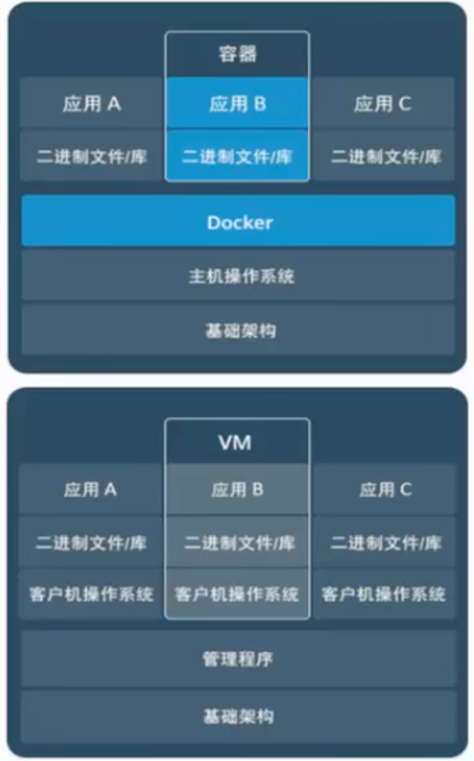 容器
应用 A 应用 B 应用 C
二进制文件/库 二进制文件/库 二进制文件/库
Docker
主机操作系统
基础架构
VM
应用 A 应用 B 应用 C
二进制文件/库 二进制文件/库 二进制文件/库
客户机操作系统 客户机操作系统 客户机操作系统
管理程序
基础架构